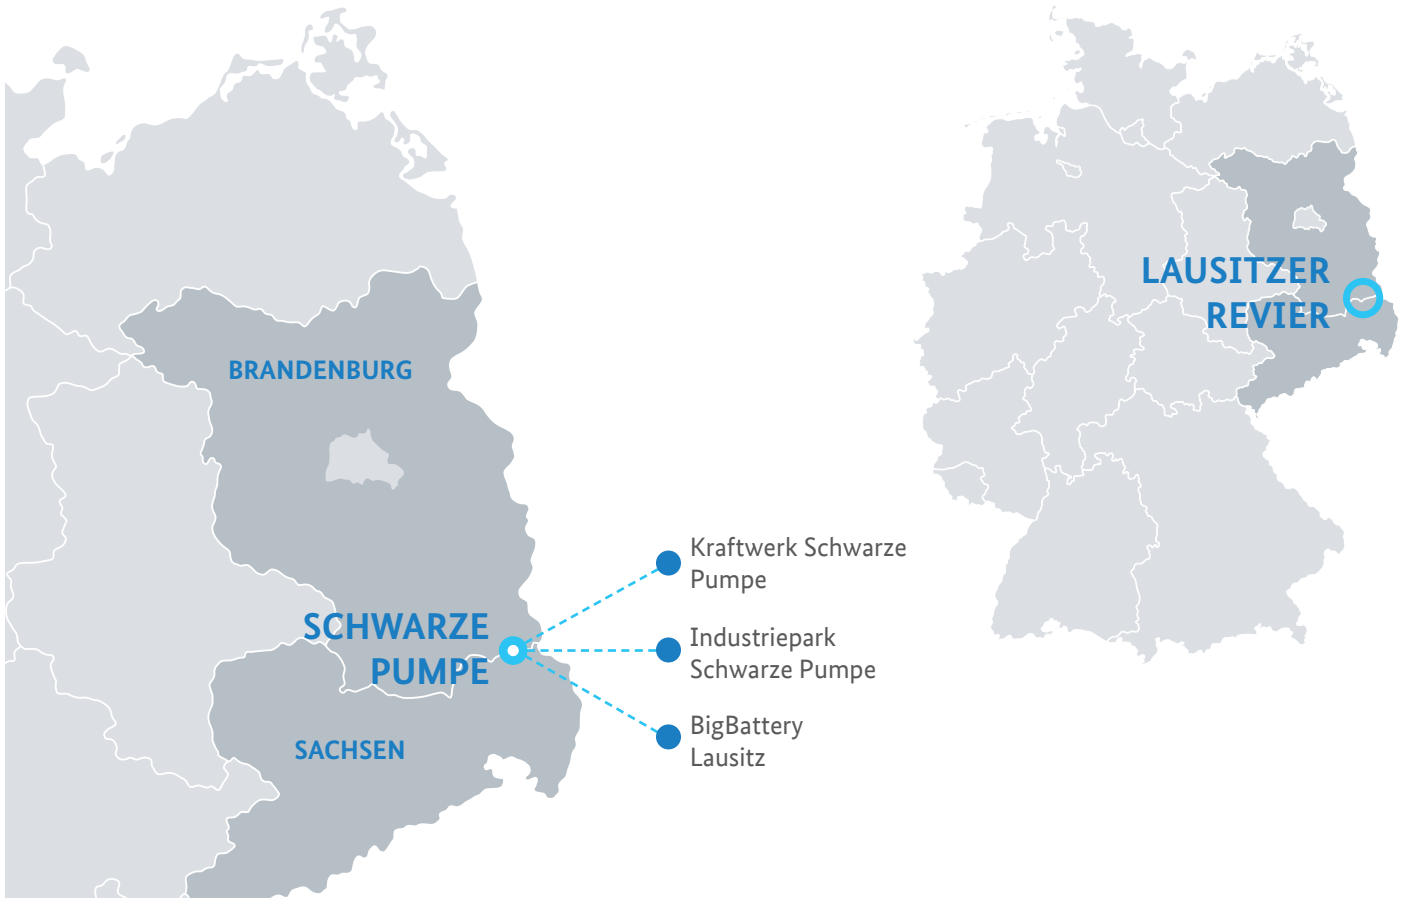 BRANDENBURG
SCHWARZE
PUMPE
SACHSEN
Kraftwerk Schwarze
Pumpe
Industriepark
Schwarze Pumpe
BigBattery
Lausitz
LAUSITZER
REVIER